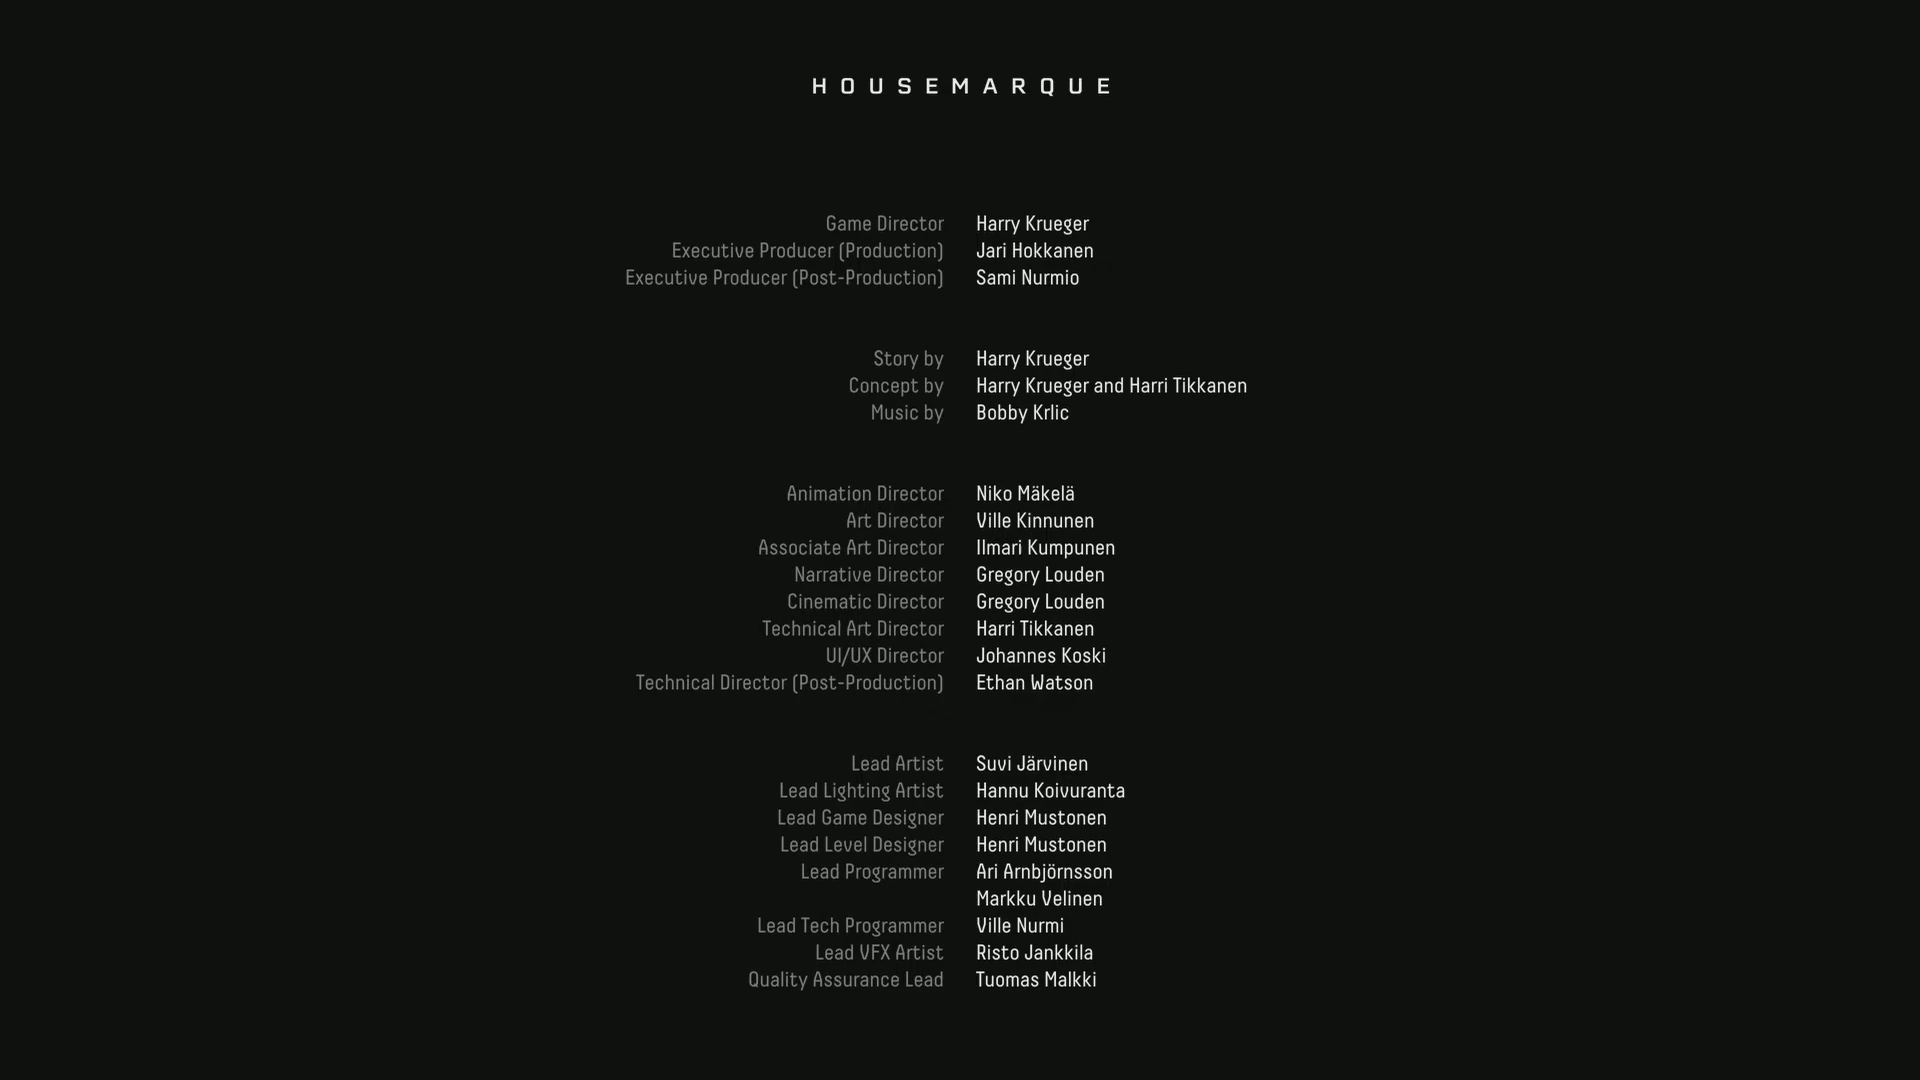 HOUSEMARQUE
Game Director Harry Krueger
Executive Producer (Production) Jari Hokkanen
Executive Producer (Post-Production) Sami Nurmio
Story by Harry Krueger
Concept by Harry Krueger and Harri Tikkanen
Music by Bobby Krlic
Animation Director Niko Mäkelä
Art Director Ville Kinnunen
Associate Art Director Ilmari Kumpunen
Narrative Director Gregory Louden
Cinematic Director Gregory Louden
Technical Art Director Harri Tikkanen
UI/UX Director Johannes Koski
Technical Director (Post-Production) Ethan Watson
Lead Artist Suvi Järvinen
Lead Lighting Artist Hannu Koivuranta
Lead Game Designer Henri Mustonen
Lead Level Designer Henri Mustonen
Lead Programmer Ari Arnbjörnsson
Markku Velinen
Lead Tech Programmer Ville Nurmi
Lead VFX Artist Risto Jankkila
Quality Assurance Lead Tuomas Malkki